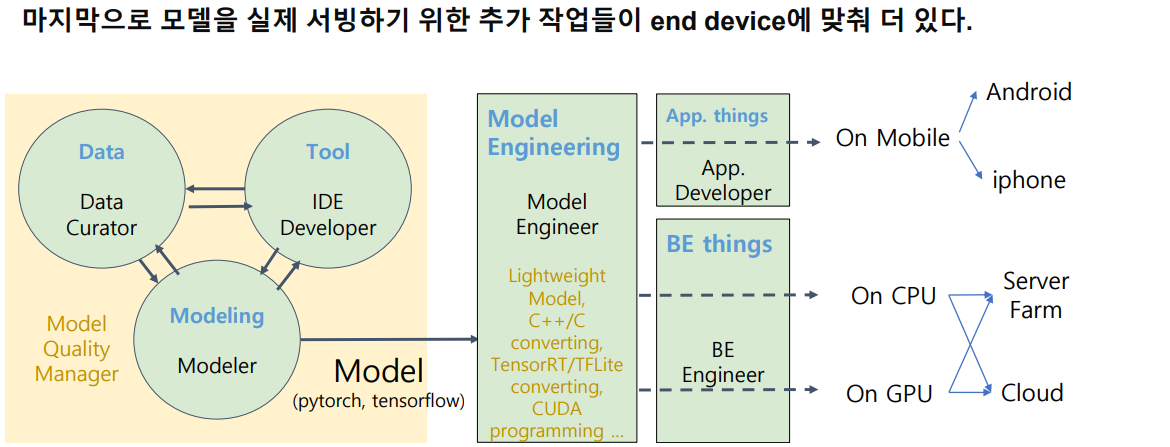 마지막으로 모델을 실제 서빙하기 위한 추가 작업들이 end device에 맞춰 더 있다.
Data
Data
Curator
Tool
IDE
Developer
Modeling
Modeler
Model
Quality
Manager
Model
(pytorch, tensorflow)
Model
Engineering
Model
Engineer
Lightweight
Model,
C++/C
converting,
TensorRT/TFLite
converting,
CUDA
programming ...
App. things
App.
Developer
BE things
BE
Engineer
On Mobile
Android
iphone
On CPU
On GPU
Server
Farm
Cloud